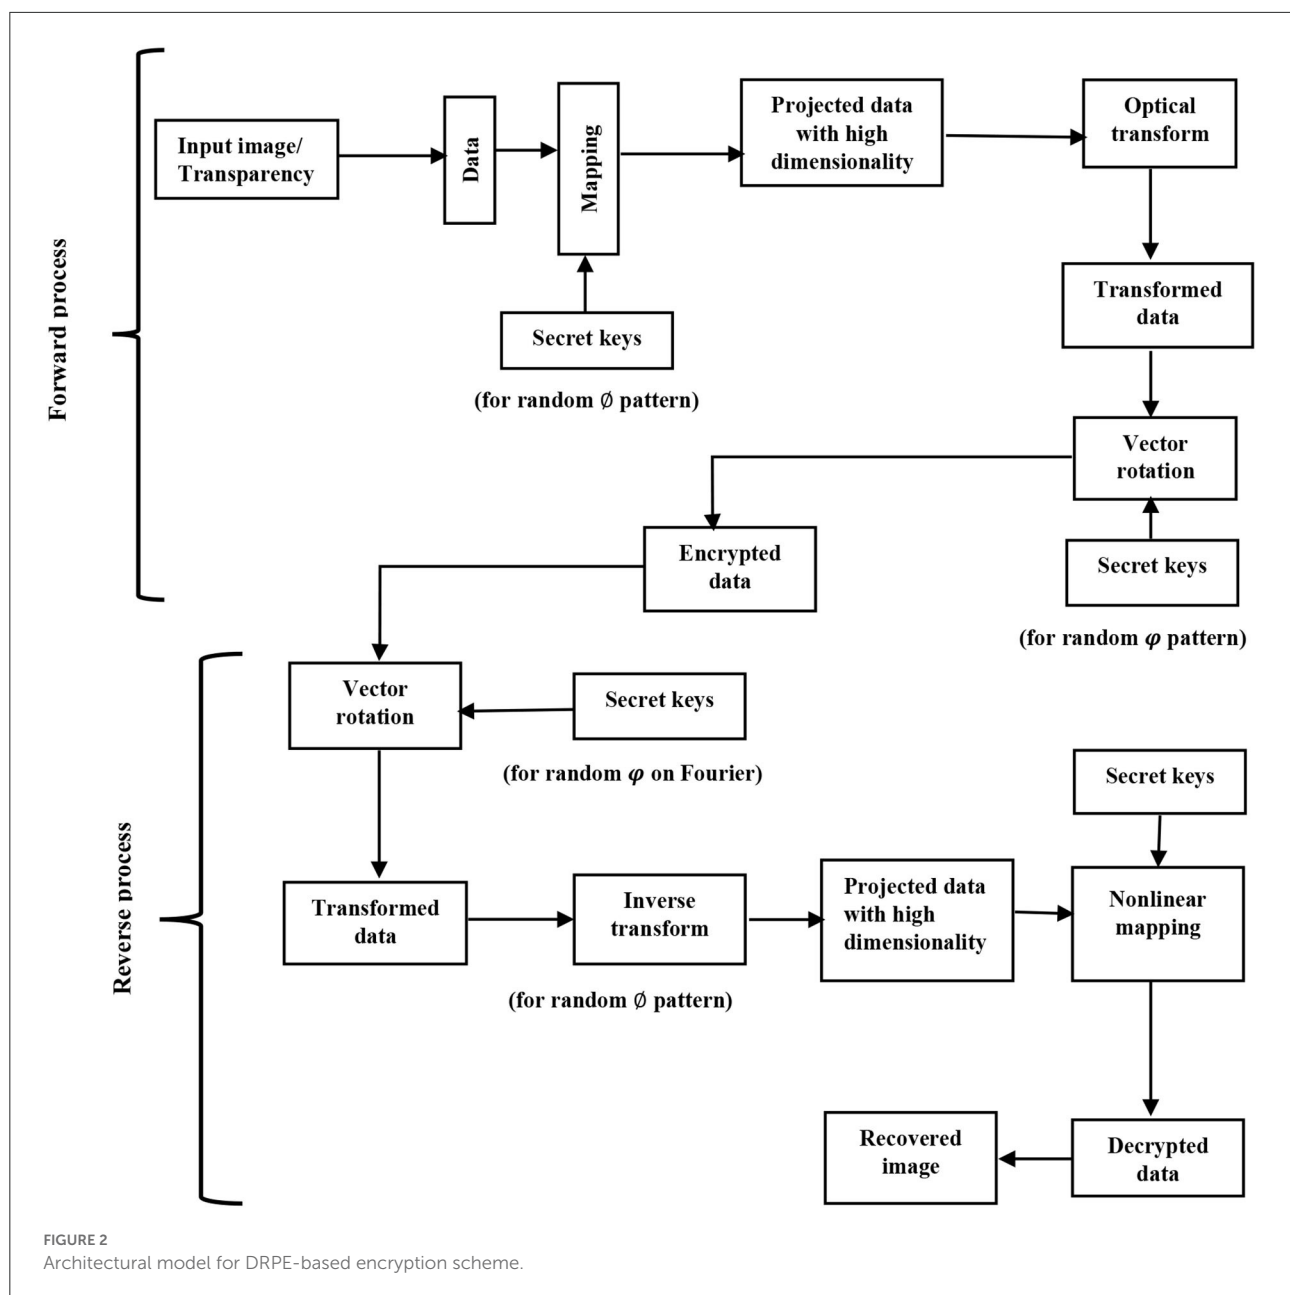 Forward process
Input image/
Transparency
Data
Mapping
Projected data
with high
dimensionality
Optical
transform
Secret keys
(for random ∅ pattern)
Transformed
data
Vector
rotation
Secret keys
(for random φ pattern)
Encrypted
data
Reverse process
Vector
rotation
Secret keys
(for random φ on Fourier)
Transformed
data
Inverse
transform
(for random ∅ pattern)
Projected data
with high
dimensionality
Secret keys
Nonlinear
mapping
Decrypted
data
Recovered
image
FIGURE 2
Architectural model for DRPE-based encryption scheme.